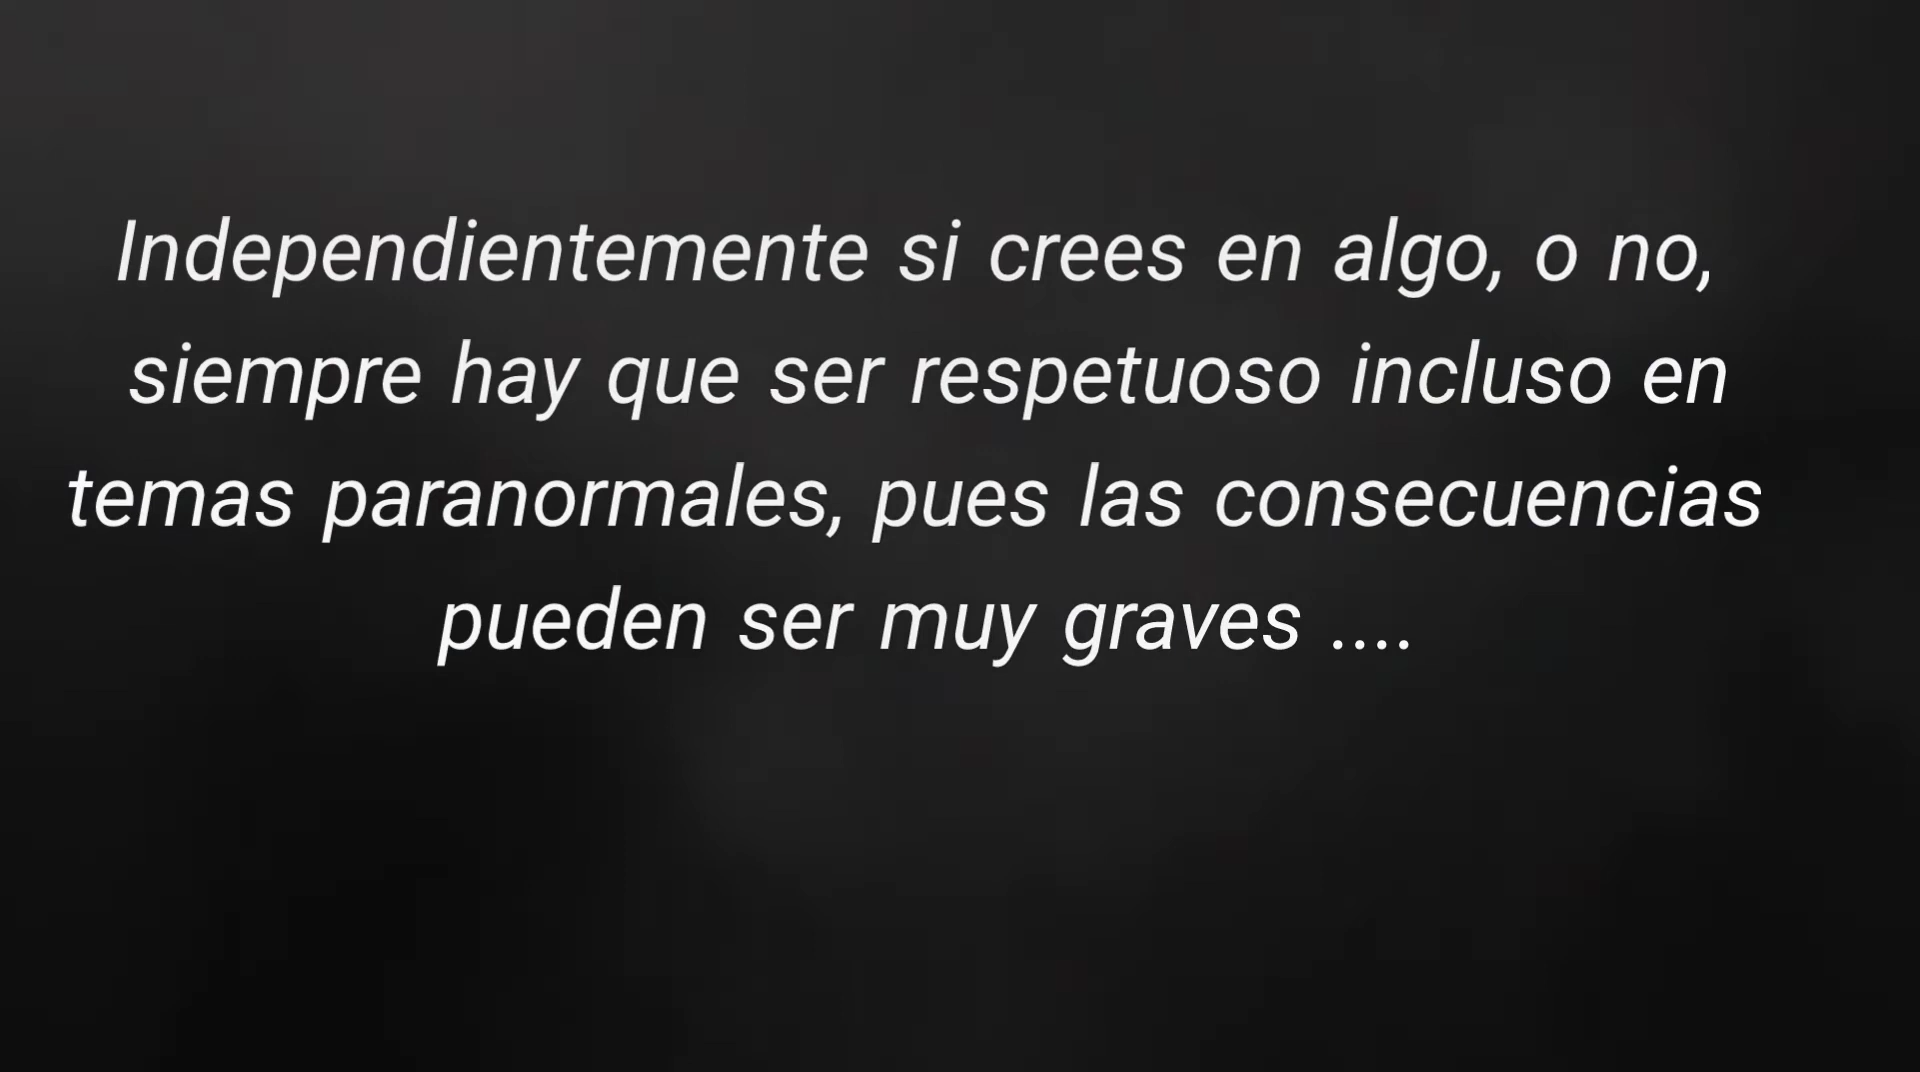 Independientemente si crees en algo, o no,
siempre hay que ser respetuoso incluso en
temas paranormales, pues las consecuencias
pueden ser muy graves ....